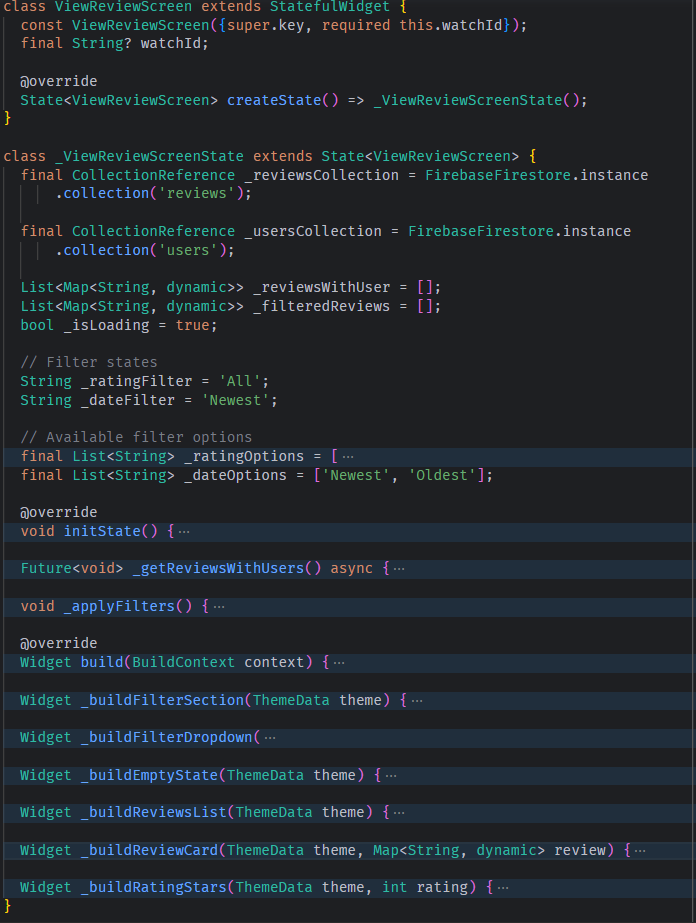 class ViewReviewScreen extends StatefulWidget {
  const ViewReviewScreen({super.key, required this.watchId});
  final String? watchId;

  @override
  State<ViewReviewScreen> createState() => _ViewReviewScreenState();
}

class _ViewReviewScreenState extends State<ViewReviewScreen> {
  final CollectionReference _reviewsCollection = FirebaseFirestore.instance
      .collection('reviews');

  final CollectionReference _usersCollection = FirebaseFirestore.instance
      .collection('users');

  List<Map<String, dynamic>> _reviewsWithUser = [];
  List<Map<String, dynamic>> _filteredReviews = [];
  bool _isLoading = true;

  // Filter states
  String _ratingFilter = 'All';
  String _dateFilter = 'Newest';

  // Available filter options
  final List<String> _ratingOptions = [ ···
  final List<String> _dateOptions = ['Newest', 'Oldest'];

  @override
  void initState() { ···

  Future<void> _getReviewsWithUsers() async { ···

  void _applyFilters() { ···

  @override
  Widget build(BuildContext context) { ···

  Widget _buildFilterSection(ThemeData theme) { ···

  Widget _buildFilterDropdown( ···

  Widget _buildEmptyState(ThemeData theme) { ···

  Widget _buildReviewsList(ThemeData theme) { ···

  Widget _buildReviewCard(ThemeData theme, Map<String, dynamic> review) { ···

  Widget _buildRatingStars(ThemeData theme, int rating) { ···
}